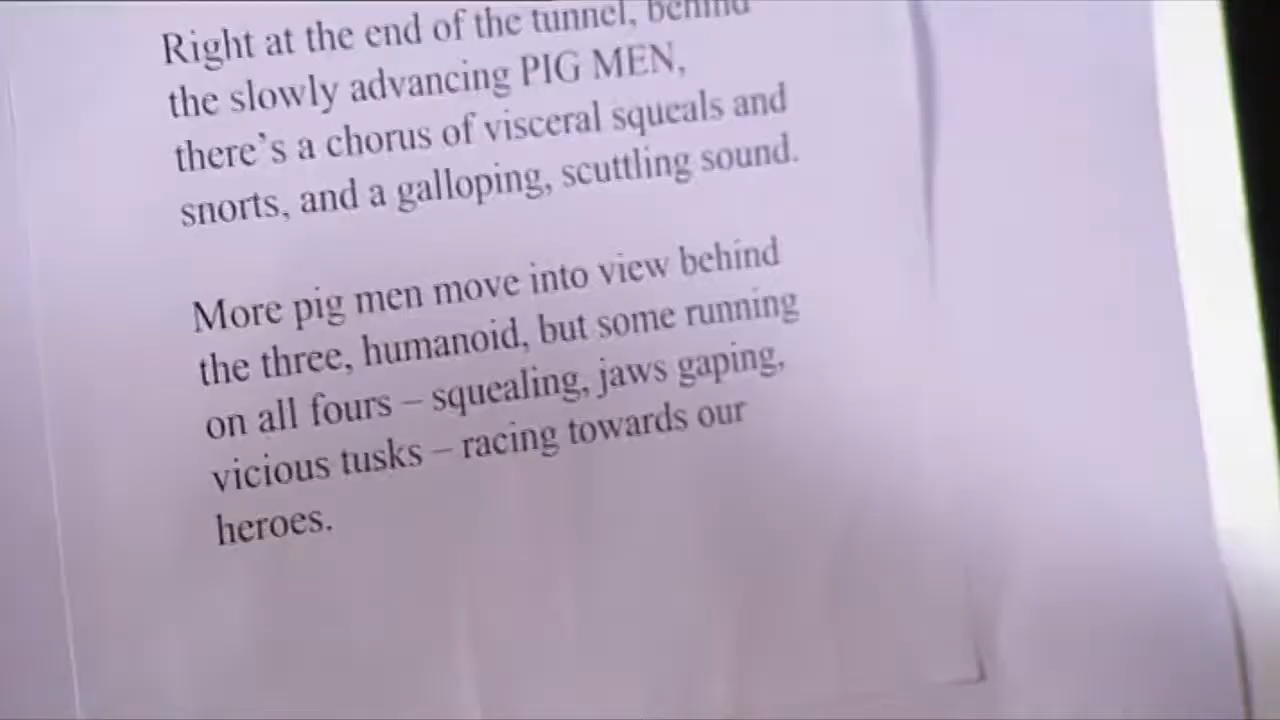 Right at the end of the tunnel, behind
the slowly advancing PIG MEN,
there's a chorus of visceral squeals and
snorts, and a galloping, scuttling sound.
More pig men move into view behind
the three, humanoid, but some running
on all fours – squealing, jaws gaping,
vicious tusks – racing towards our
heroes.